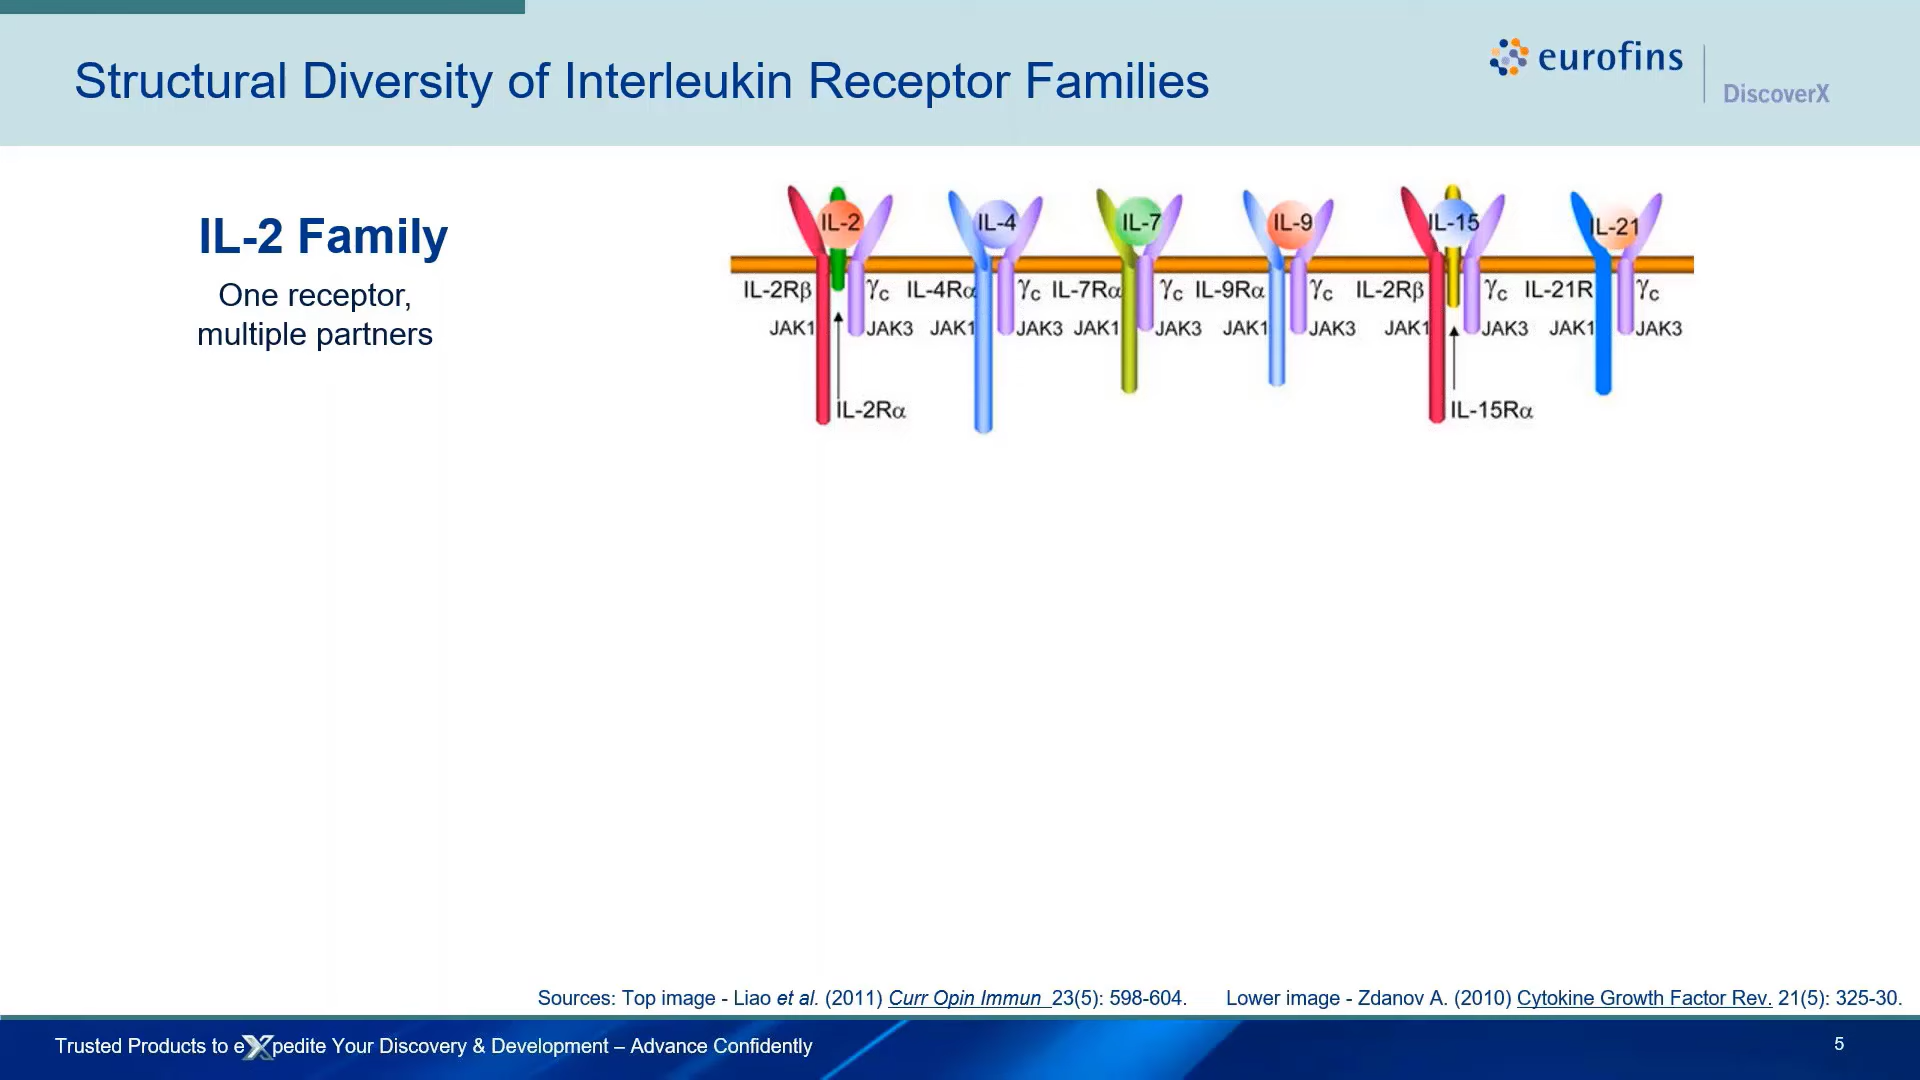 Structural Diversity of Interleukin Receptor Families
eurofins
DiscoverX
IL-2 Family
One receptor,
multiple partners
IL-2 IL-4 IL-7 IL-9 IL-15 IL-21
IL-2Rβ γc IL-4Rα γc IL-7Rα γc IL-9Rα γc IL-2Rβ γc IL-21R γc
JAK1 JAK3 JAK1 JAK3 JAK1 JAK3 JAK1 JAK3 JAK1 JAK3 JAK1 JAK3
IL-2Rα IL-15Rα
Sources: Top image - Liao et al. (2011) Curr Opin Immun 23(5): 598-604. Lower image - Zdanov A. (2010) Cytokine Growth Factor Rev. 21(5): 325-30.
Trusted Products to eXpedite Your Discovery & Development – Advance Confidently
5